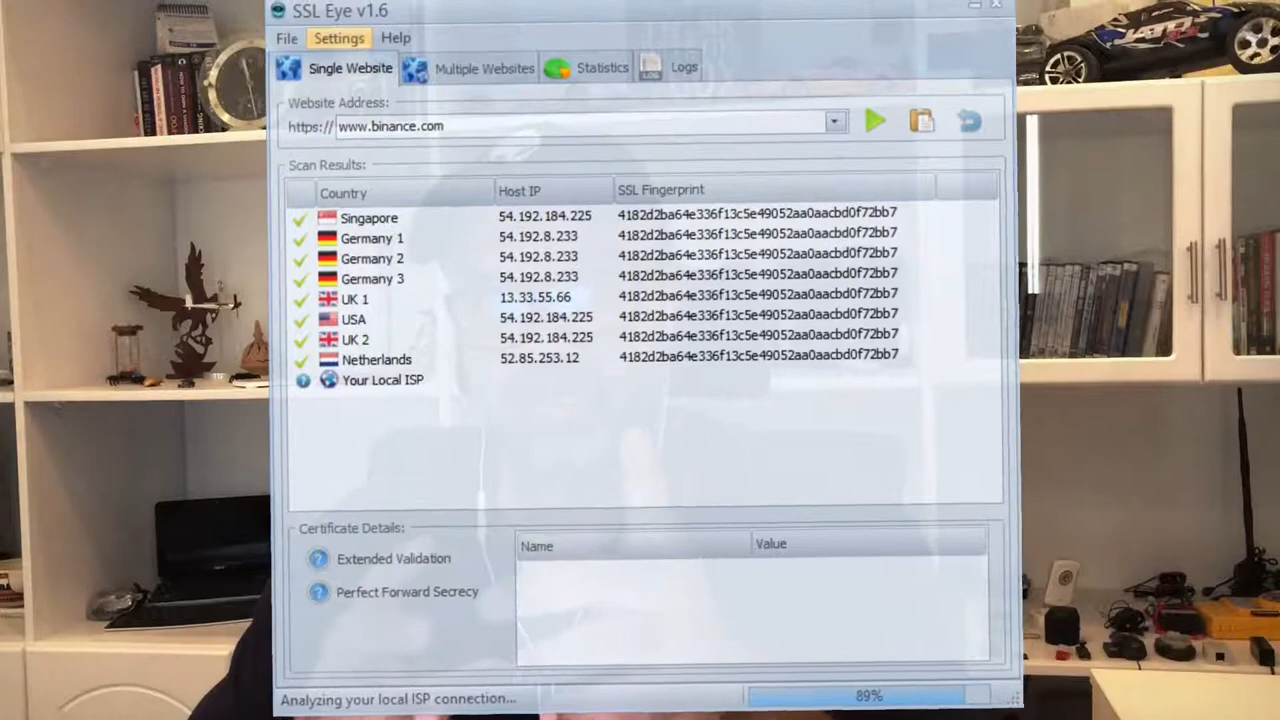 SSL Eye v1.6
File Settings Help
Single Website Multiple Websites Statistics Logs
Website Address:
https:// www.binance.com
Scan Results:
Country Host IP SSL Fingerprint
Singapore 54.192.184.225 4182d2ba64e336f13c5e49052aa0aacbd0f72bb7
Germany 1 54.192.8.233 4182d2ba64e336f13c5e49052aa0aacbd0f72bb7
Germany 2 54.192.8.233 4182d2ba64e336f13c5e49052aa0aacbd0f72bb7
Germany 3 54.192.8.233 4182d2ba64e336f13c5e49052aa0aacbd0f72bb7
UK 1 13.33.55.66 4182d2ba64e336f13c5e49052aa0aacbd0f72bb7
USA 54.192.184.225 4182d2ba64e336f13c5e49052aa0aacbd0f72bb7
UK 2 54.192.184.225 4182d2ba64e336f13c5e49052aa0aacbd0f72bb7
Netherlands 52.85.253.12 4182d2ba64e336f13c5e49052aa0aacbd0f72bb7
Your Local ISP
Certificate Details:
Extended Validation
Perfect Forward Secrecy
Name Value
Analyzing your local ISP connection... 89%
JATO
LOG